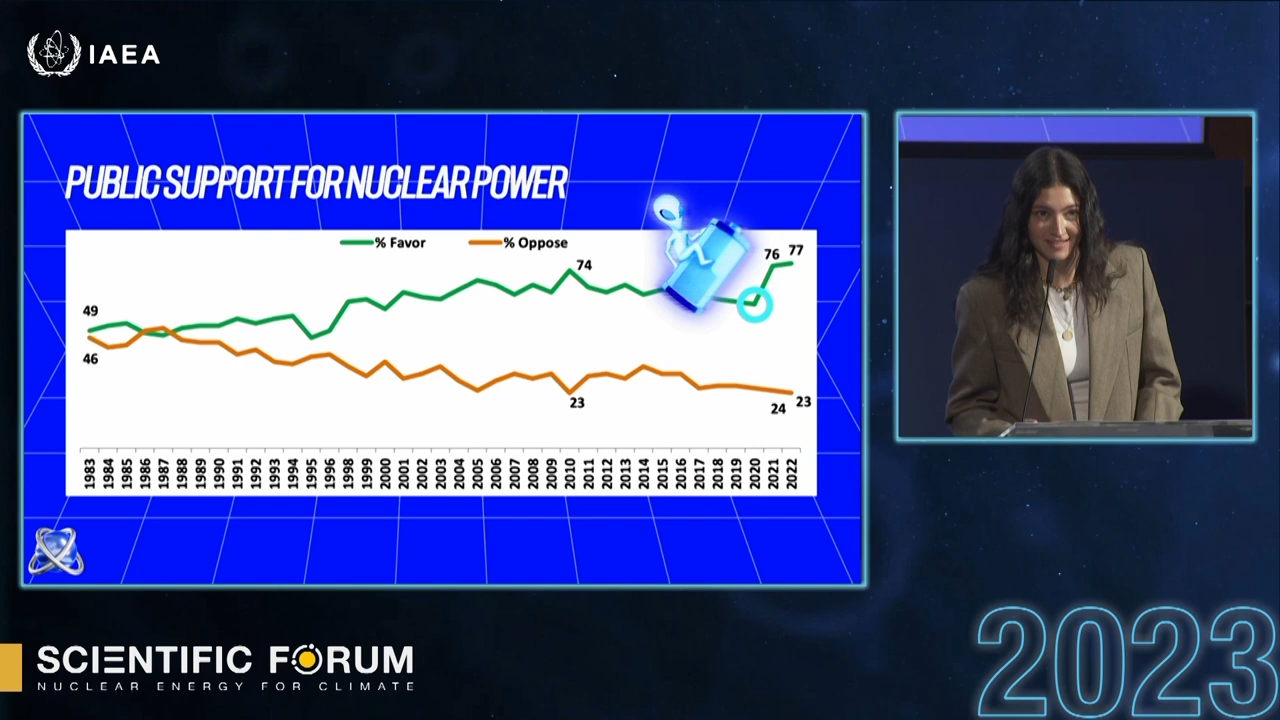 IAEA
PUBLIC SUPPORT FOR NUCLEAR POWER
% Favor % Oppose
49
46
74
23
76
77
24
23
1983 1984 1985 1986 1987 1988 1989 1990 1991 1992 1993 1994 1995 1996 1998 1999 2000 2001 2002 2003 2004 2005 2006 2007 2008 2009 2010 2011 2012 2013 2014 2015 2016 2017 2018 2019 2020 2021 2022
SCIENTIFIC FORUM
NUCLEAR ENERGY FOR CLIMATE
2023